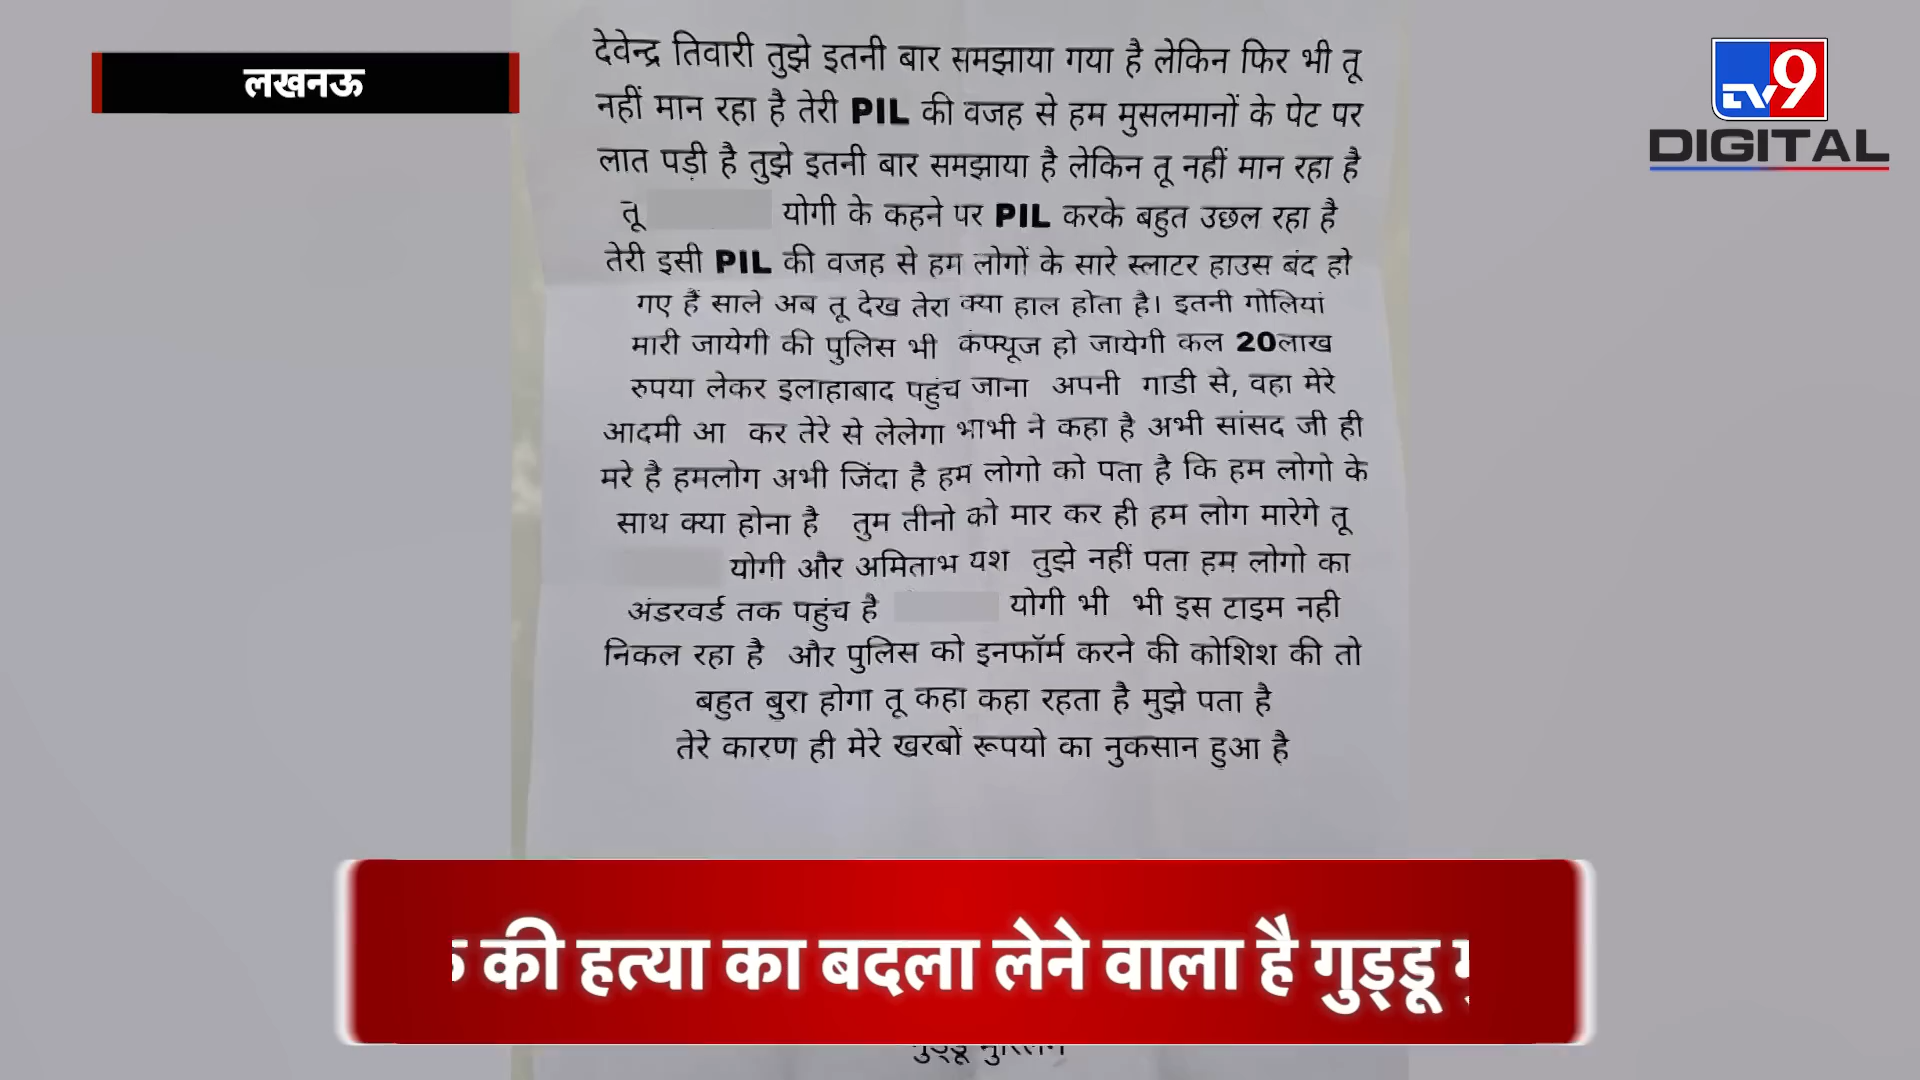 लखनऊ
TV9
DIGITAL
देवेन्द्र तिवारी तुझे इतनी बार समझाया गया है लेकिन फिर भी तू
नहीं मान रहा है तेरी PIL की वजह से हम मुसलमानों के पेट पर
लात पड़ी है तुझे इतनी बार समझाया है लेकिन तू नहीं मान रहा है
तू योगी के कहने पर PIL करके बहुत उछल रहा है
तेरी इसी PIL की वजह से हम लोगों के सारे स्लाटर हाउस बंद हो
गए हैं साले अब तू देख तेरा क्या हाल होता है। इतनी गोलियां
मारी जायेगी की पुलिस भी कंफ्यूज हो जायेगी कल 20लाख
रुपया लेकर इलाहाबाद पहुंच जाना अपनी गाडी से, वहा मेरे
आदमी आ कर तेरे से लेलेगा भाभी ने कहा है अभी सांसद जी ही
मरे है हमलोग अभी जिंदा है हम लोगो को पता है कि हम लोगो के
साथ क्या होना है तुम तीनो को मार कर ही हम लोग मारेगे तू
योगी और अमिताभ यश तुझे नहीं पता हम लोगो का
अंडरवर्ड तक पहुंच है योगी भी भी इस टाइम नही
निकल रहा है और पुलिस को इनफॉर्म करने की कोशिश की तो
बहुत बुरा होगा तू कहा कहा रहता है मुझे पता है
तेरे कारण ही मेरे खरबों रूपयो का नुकसान हुआ है
की हत्या का बदला लेने वाला है गुड्डू